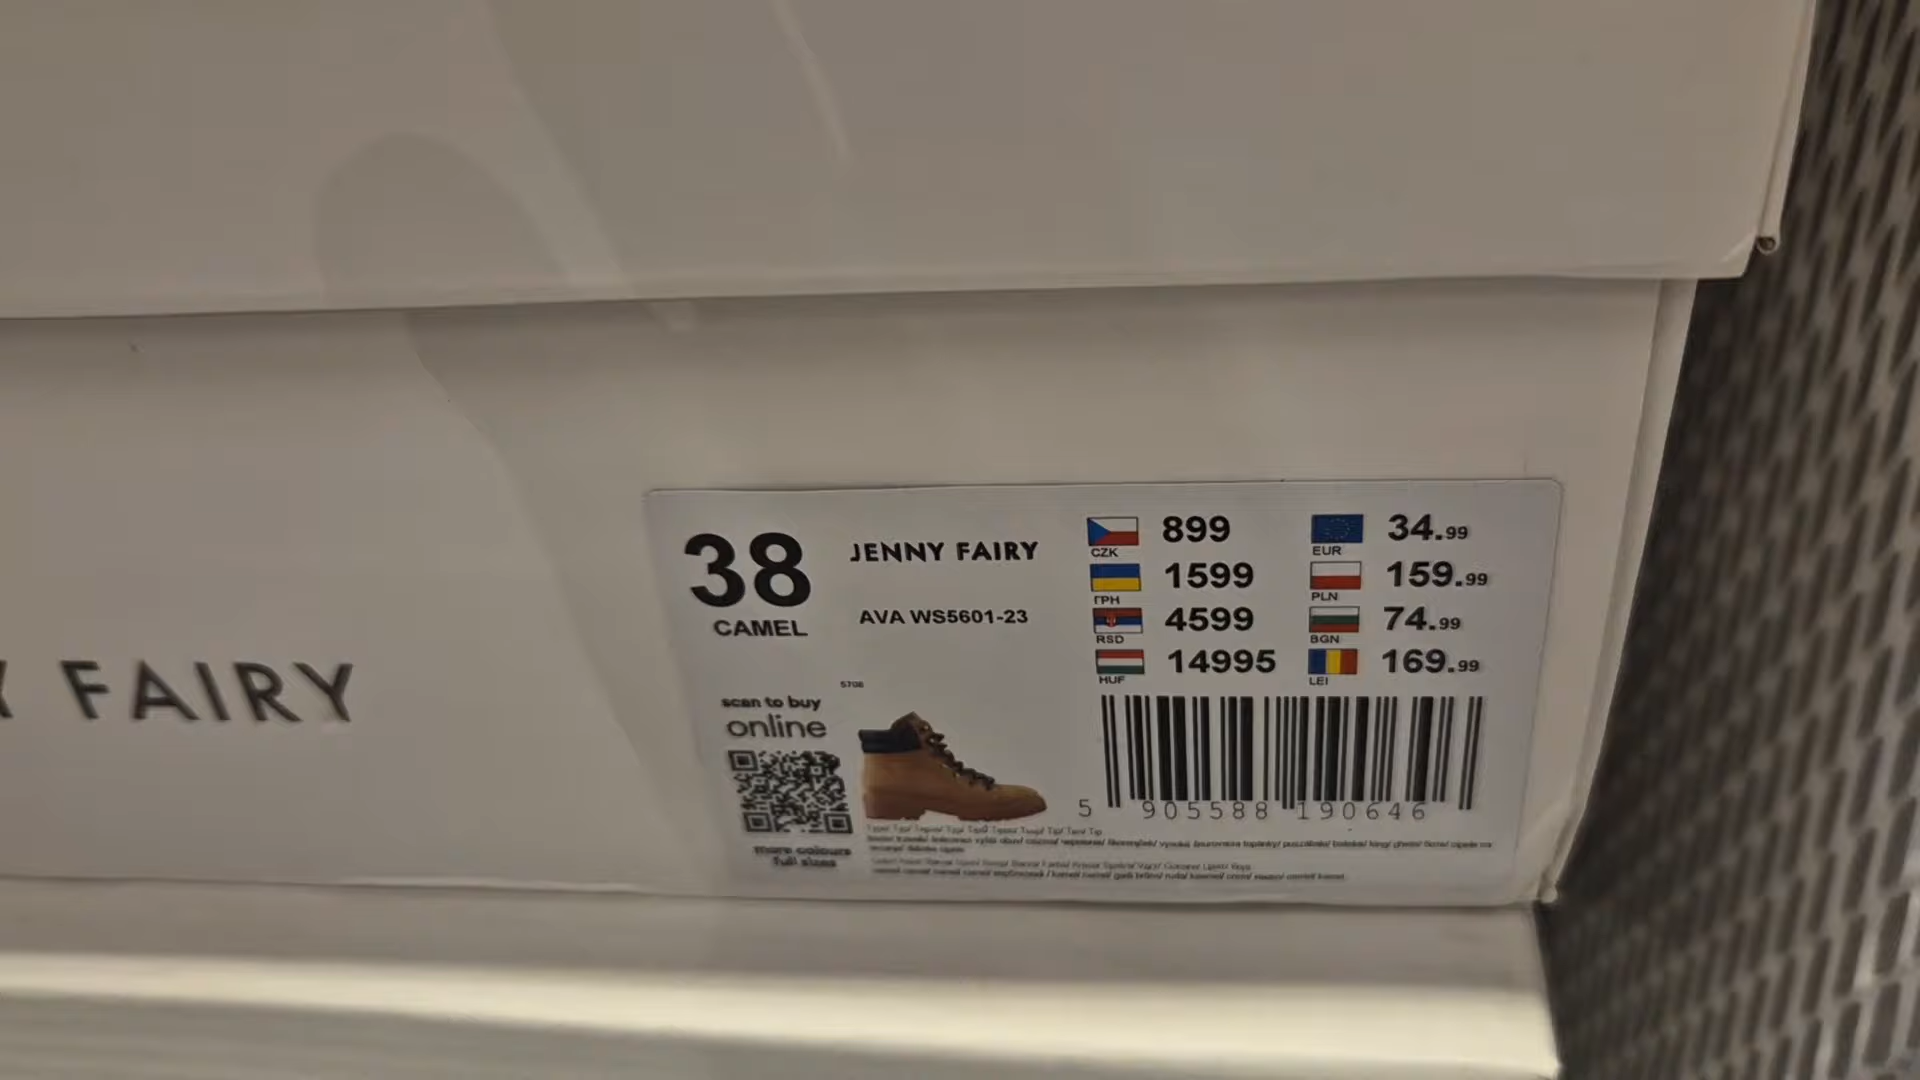 FAIRY
38
CAMEL
JENNY FAIRY
AVA WS5601-23
CZK 899
EUR 34.99
ГРН 1599
PLN 159.99
RSD 4599
BGN 74.99
HUF 14995
LEI 169.99
5708
scan to buy
online
more colours
full sizes
5 905588 190646